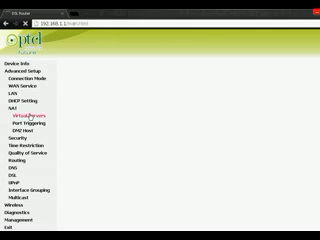 DSL Router
192.168.1.1/main.html
ptcl
Device Info
Advanced Setup
Connection Mode
WAN Service
LAN
DHCP Setting
NAT
Virtual Servers
Port Triggering
DMZ Host
Security
Time Restriction
Quality of Service
Routing
DNS
DSL
UPnP
Interface Grouping
Multicast
Wireless
Diagnostics
Management
Exit